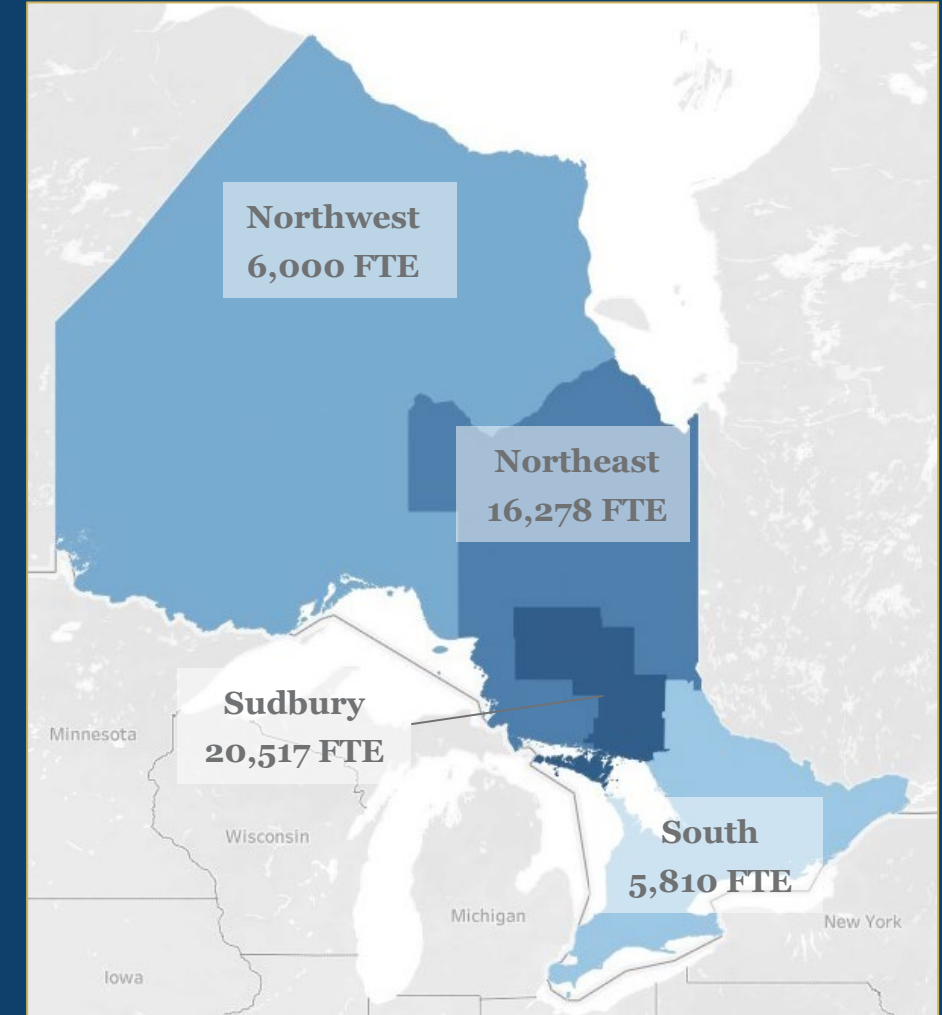 Northwest
6,000 FTE
Northeast
16,278 FTE
Sudbury
20,517 FTE
Minnesota
Wisconsin
South
5,810 FTE
Michigan
New York
Iowa